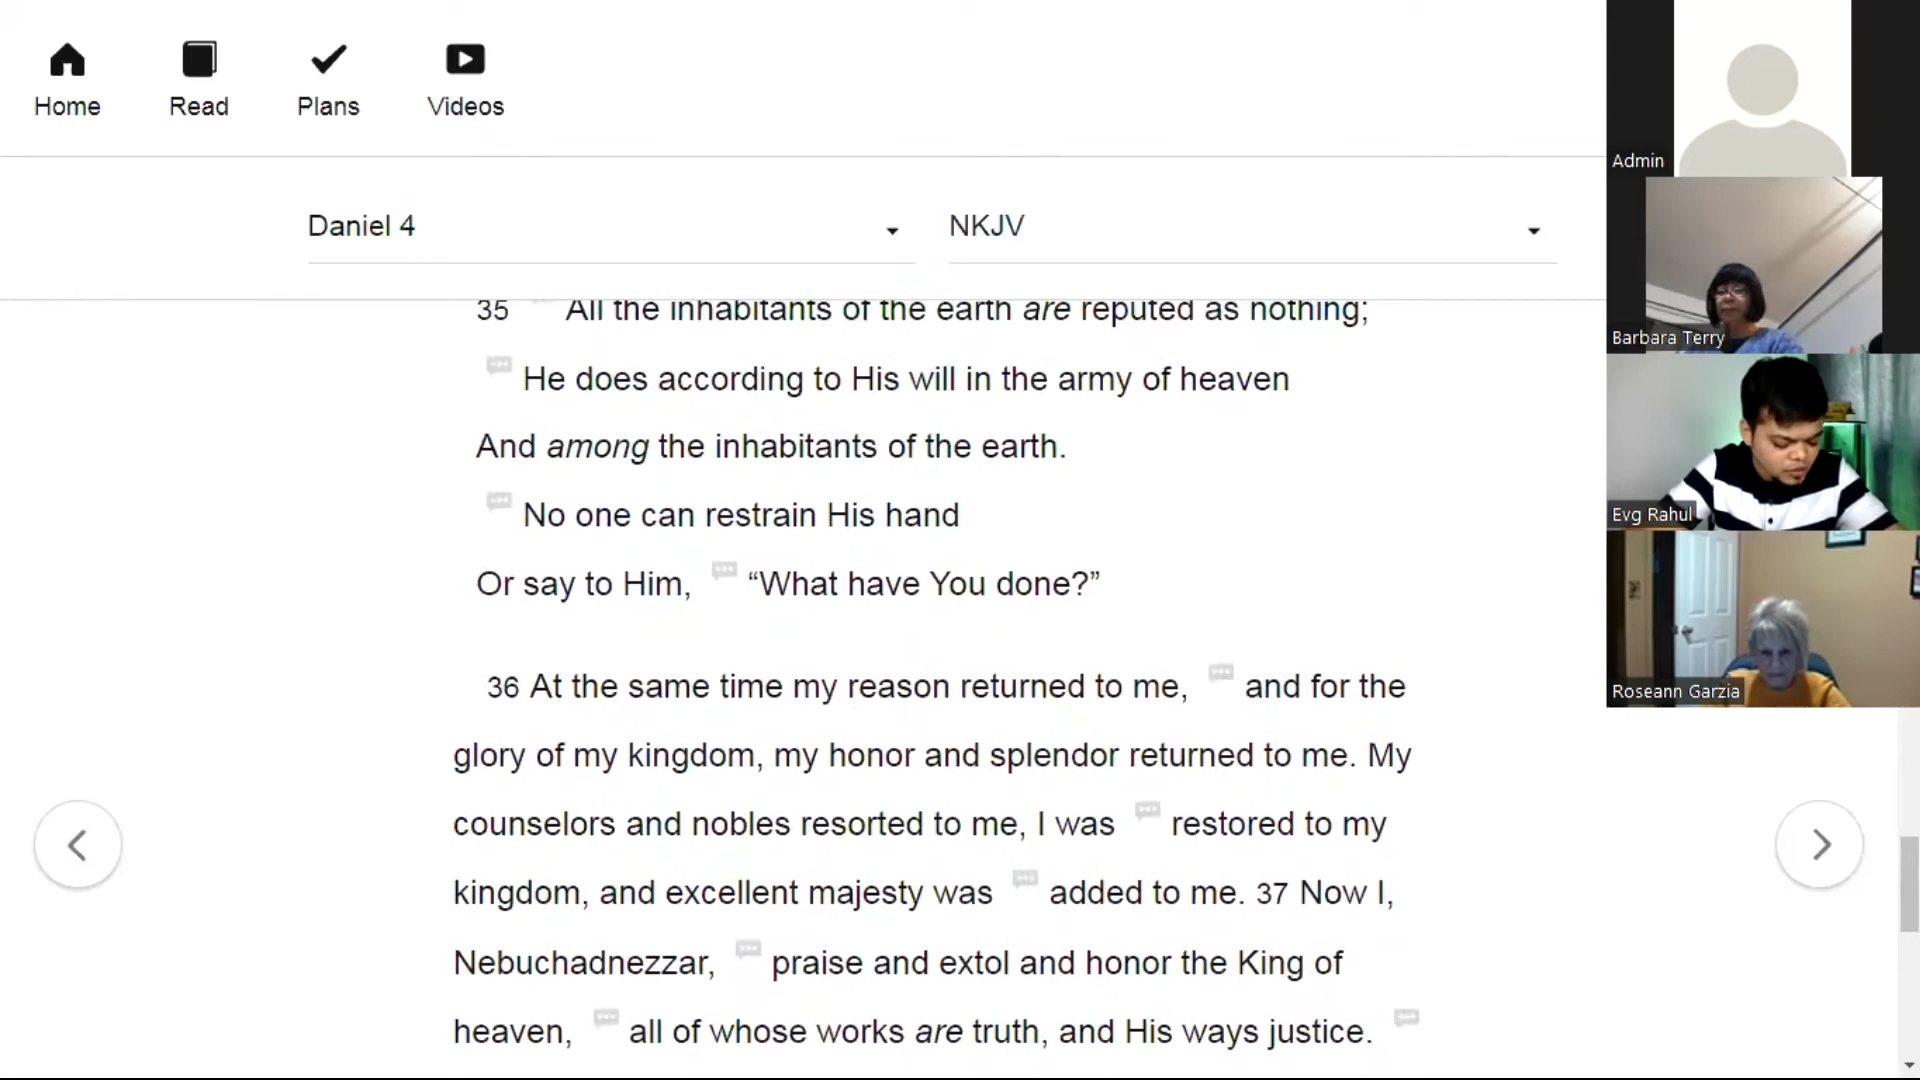 Home Read Plans Videos
Daniel 4 NKJV
35 All the inhabitants of the earth are reputed as nothing;
He does according to His will in the army of heaven
And among the inhabitants of the earth.
No one can restrain His hand
Or say to Him, “What have You done?”
36 At the same time my reason returned to me, and for the
glory of my kingdom, my honor and splendor returned to me. My
counselors and nobles resorted to me, I was restored to my
kingdom, and excellent majesty was added to me. 37 Now I,
Nebuchadnezzar, praise and extol and honor the King of
heaven, all of whose works are truth, and His ways justice.
Admin
Barbara Terry
Evg Rahul
Roseann Garzia